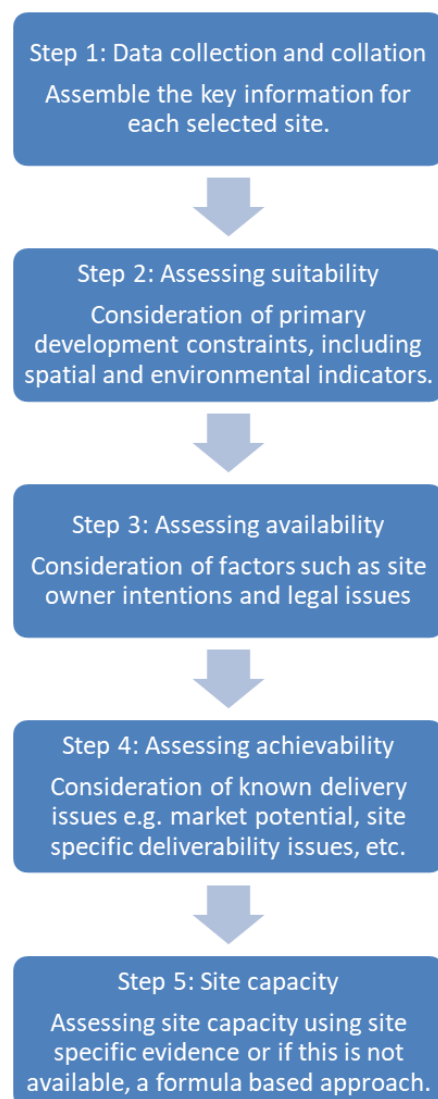 Step 1: Data collection and collation
Assemble the key information for
each selected site.
Step 2: Assessing suitability
Consideration of primary
development constraints, including
spatial and environmental indicators.
Step 3: Assessing availability
Consideration of factors such as site
owner intentions and legal issues
Step 4: Assessing achievability
Consideration of known delivery
issues e.g. market potential, site
specific deliverability issues, etc.
Step 5: Site capacity
Assessing site capacity using site
specific evidence or if this is not
available, a formula based approach.